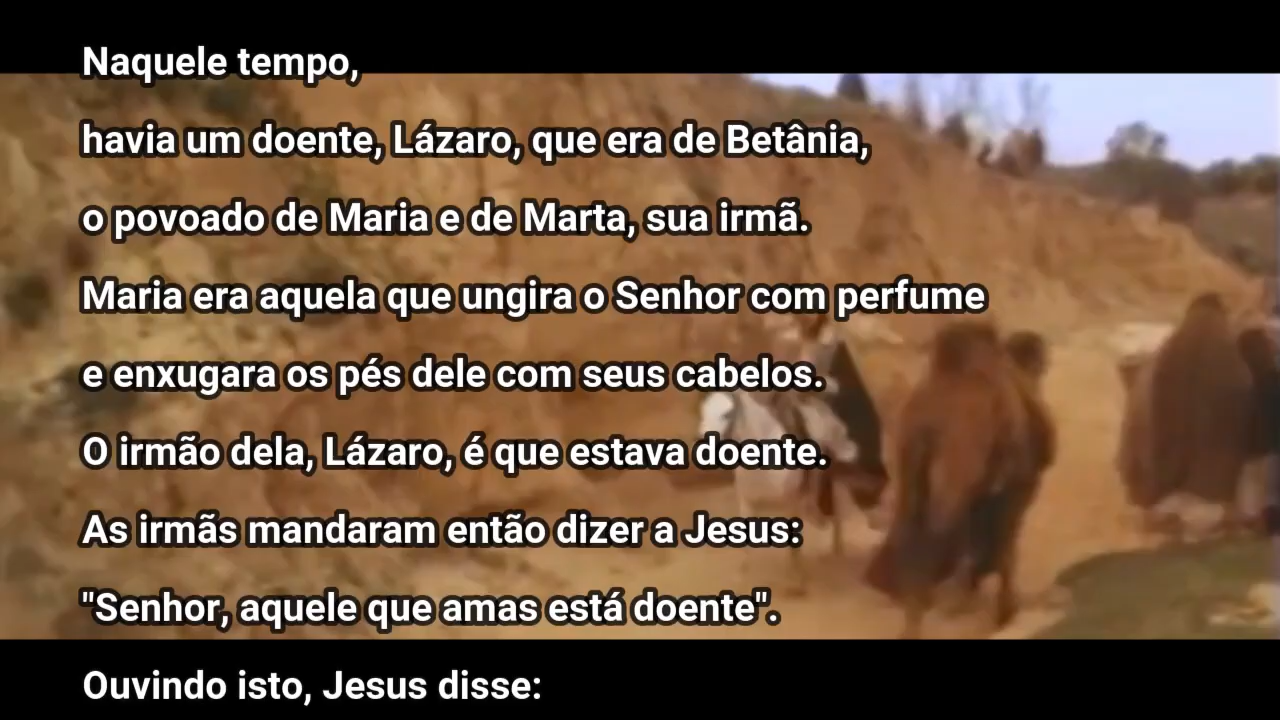 Naquele tempo,
havia um doente, Lázaro, que era de Betânia,
o povoado de Maria e de Marta, sua irmã.
Maria era aquela que ungira o Senhor com perfume
e enxugara os pés dele com seus cabelos.
O irmão dela, Lázaro, é que estava doente.
As irmãs mandaram então dizer a Jesus:
"Senhor, aquele que amas está doente".
Ouvindo isto, Jesus disse: